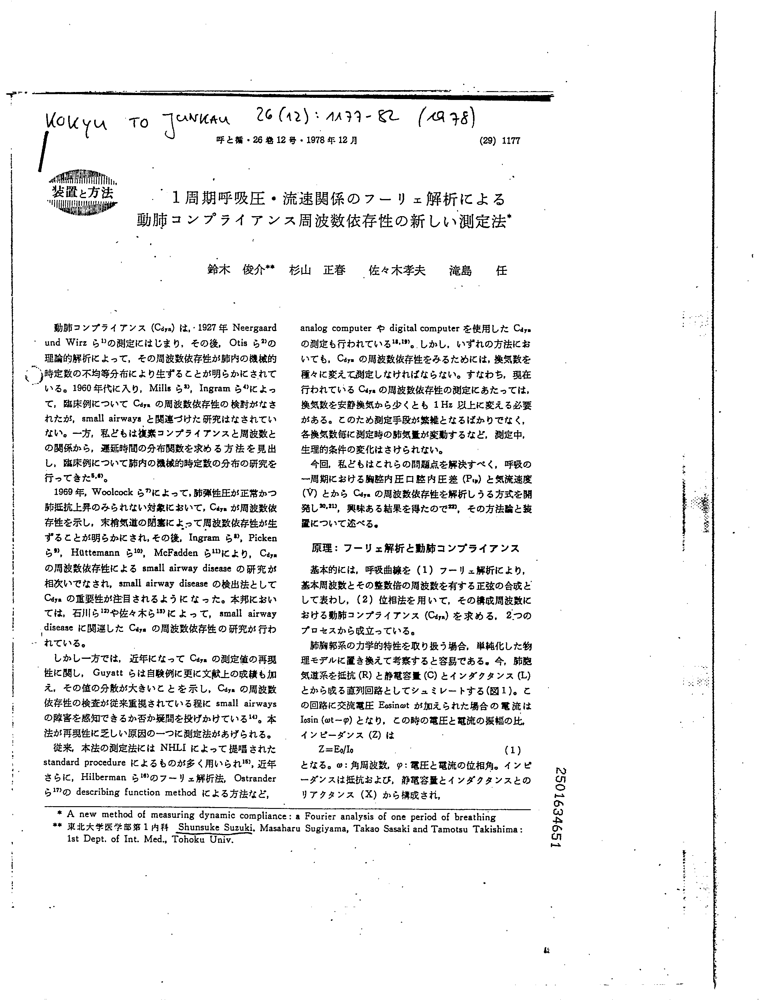 KOKYU TO JUNKAN 26(12): 1177-82 (1978)
呼と循・26 巻 12 号・1978 年 12 月
(29) 1177
装置と方法
1 周期呼吸圧・流速関係のフーリェ解析による
動肺コンプライアンス周波数依存性の新しい測定法*
鈴木 俊介** 杉山 正春 佐々木孝夫 滝島 任
動肺コンプライアンス (Cdyn) は, 1927 年 Neergaard
und Wirz ら¹⁾の測定にはじまり, その後, Otis ら²⁾の
理論的解析によって, その周波数依存性が肺内の機械的
時定数の不均等分布により生ずることが明らかにされて
いる。1960 年代に入り, Mills ら³⁾, Ingram ら⁴⁾によっ
て, 臨床例について Cdyn の周波数依存性の検討がなさ
れたが, small airways と関連づけた研究はなされてい
ない。一方, 私どもは複素コンプライアンスと周波数と
の関係から, 遅延時間の分布関数を求める方法を見出
し, 臨床例について肺内の機械的時定数の分布の研究を
行ってきた⁵,⁶⁾。
1969 年, Woolcock ら⁷⁾によって, 肺弾性圧が正常かつ
肺抵抗上昇のみられない対象において, Cdyn が周波数依
存性を示し, 末梢気道の閉塞によって周波数依存性が生
ずることが明らかにされ, その後, Ingram ら⁸⁾, Picken
ら⁹⁾, Hüttemann ら¹⁰⁾, McFadden ら¹¹⁾により, Cdyn
の周波数依存性による small airway disease の研究が
相次いでなされ, small airway disease の検出法として
Cdyn の重要性が注目されるようになった。本邦におい
ては, 石川ら¹²⁾や佐々木ら¹³⁾によって, small airway
disease に関連した Cdyn の周波数依存性の研究が行わ
れている。
しかし一方では, 近年になって Cdyn の測定値の再現
性に関し, Guyatt らは自験例に更に文献上の成績も加
え, その値の分散が大きいことを示し, Cdyn の周波数
依存性の検査が従来重視されている程に small airways
の障害を感知できるか否か疑問を投げかけている¹⁴⁾。本
法が再現性に乏しい原因の一つに測定法があげられる。
従来, 本法の測定法には NHLI によって提唱された
standard procedure によるものが多く用いられ¹⁵⁾, 近年
さらに, Hilberman ら¹⁶⁾のフーリェ解析法, Ostrander
ら¹⁷⁾の describing function method による方法など,
analog computer や digital computer を使用した Cdyn
の測定も行われている¹⁸,¹⁹⁾。しかし, いずれの方法にお
いても, Cdyn の周波数依存性をみるためには, 換気数を
種々に変えて測定しなければならない。すなわち, 現在
行われている Cdyn の周波数依存性の測定にあたっては,
換気数を安静換気から少くとも 1 Hz 以上に変える必要
がある。このため測定手段が繁雑となるばかりでなく,
各換気数毎に測定時の肺気量が変動するなど, 測定中,
生理的条件の変化はさけられない。
今回, 私どもはこれらの問題点を解決すべく, 呼吸の
一周期における胸腔内圧口腔内圧差 (Ptp) と気流速度
(V̇) とから Cdyn の周波数依存性を解析しうる方式を開
発し²⁰,²¹⁾, 興味ある結果を得たので²²⁾, その方法論と装
置について述べる。
原理：フーリェ解析と動肺コンプライアンス
基本的には, 呼吸曲線を (1) フーリェ解析により,
基本周波数とその整数倍の周波数を有する正弦の合成と
して表わし, (2) 位相法を用いて, その構成周波数に
おける動肺コンプライアンス (Cdyn) を求める, 2つの
プロセスから成立っている。
肺胸郭系の力学的特性を取り扱う場合, 単純化した物
理モデルに置き換えて考察すると容易である。今, 肺胞
気道系を抵抗 (R) と静電容量 (C) とインダクタンス (L)
とから成る直列回路としてシュミレートする (図 1)。こ
の回路に交流電圧 E₀sinωt が加えられた場合の電流は
I₀sin (ωt−φ) となり, この時の電圧と電流の振幅の比,
インピーダンス (Z) は
Z=E₀/I₀ (1)
となる。ω：角周波数, φ：電圧と電流の位相角。インピ
ーダンスは抵抗および, 静電容量とインダクタンスとの
リアクタンス (X) から構成され,
* A new method of measuring dynamic compliance: a Fourier analysis of one period of breathing
** 東北大学医学部第 1 内科 Shunsuke Suzuki, Masaharu Sugiyama, Takao Sasaki and Tamotsu Takishima:
1st Dept. of Int. Med., Tohoku Univ.
2501634651